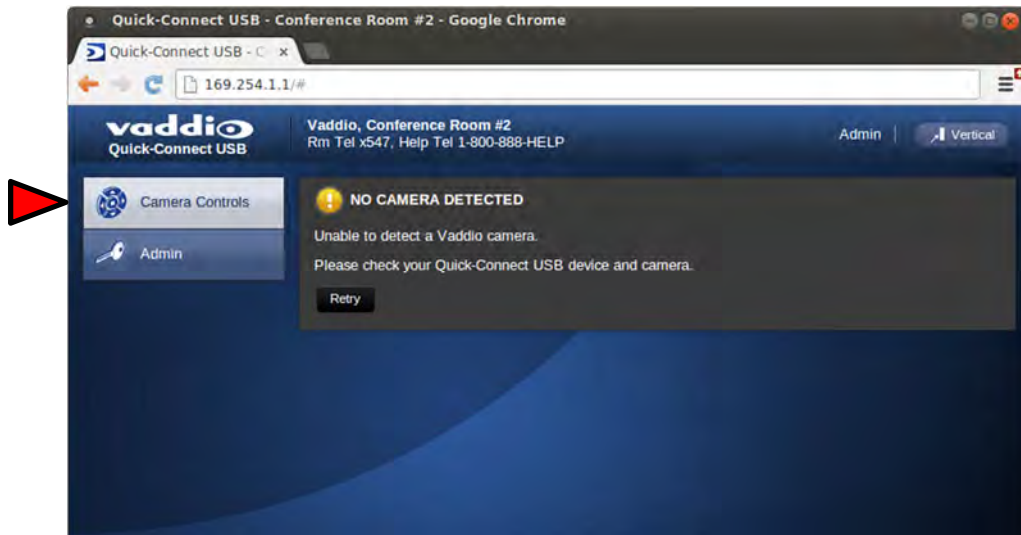 Quick-Connect USB - Conference Room #2 - Google Chrome
Quick-Connect USB - C
169.254.1.1/#
vaddio
Quick-Connect USB
Vaddio, Conference Room #2
Rm Tel x547, Help Tel 1-800-888-HELP
Admin
Vertical
Camera Controls
Admin
NO CAMERA DETECTED
Unable to detect a Vaddio camera.
Please check your Quick-Connect USB device and camera.
Retry